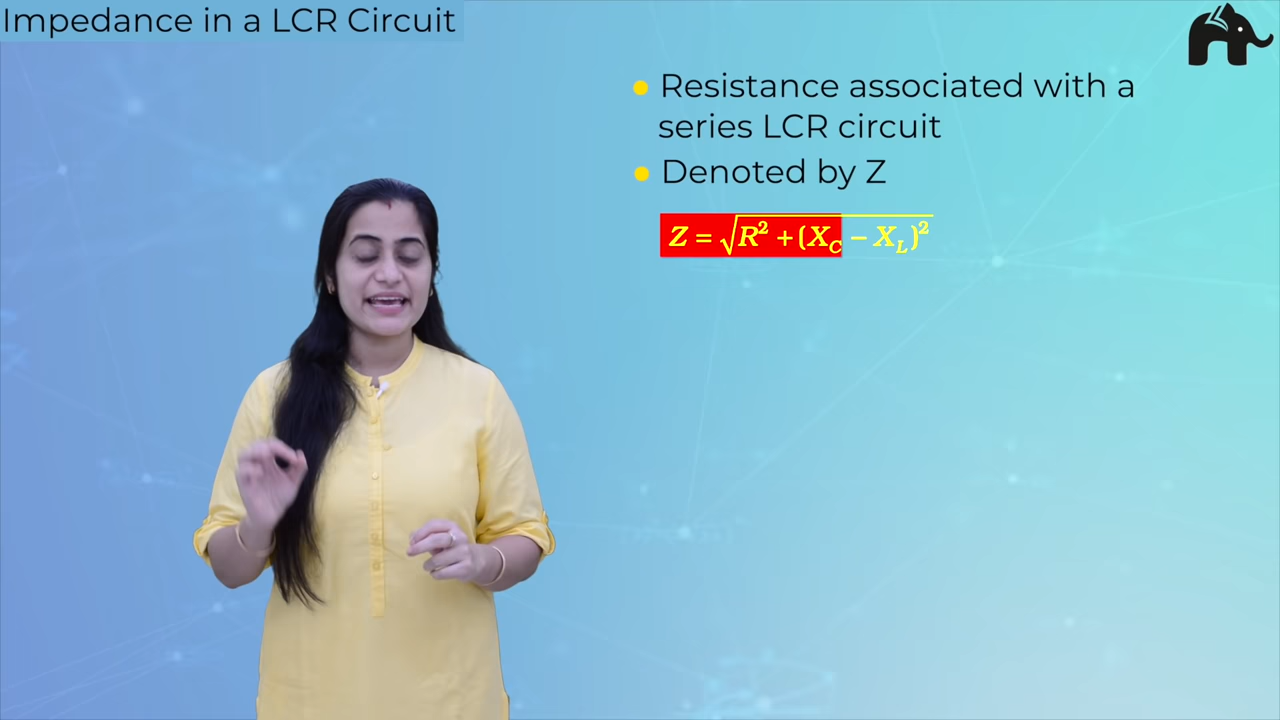 Impedance in a LCR Circuit
Resistance associated with a
series LCR circuit
Denoted by Z
Z = √R² + (X_C − X_L)²